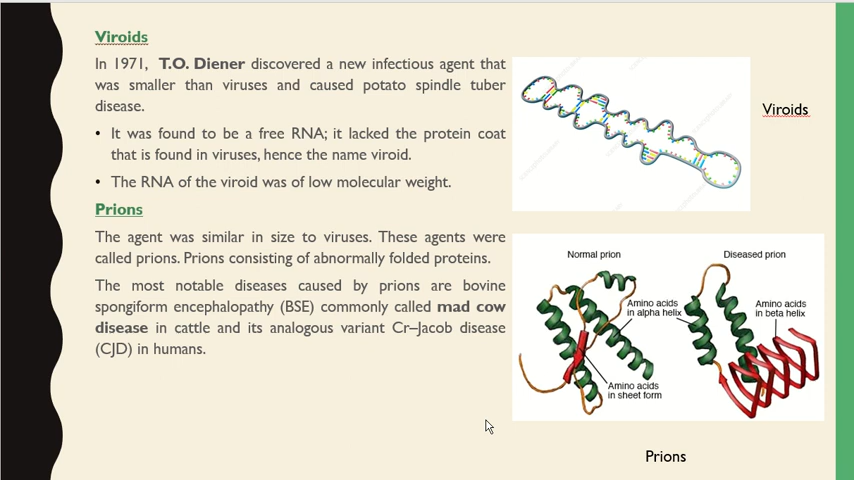 Viroids
In 1971, T.O. Diener discovered a new infectious agent that
was smaller than viruses and caused potato spindle tuber
disease.
• It was found to be a free RNA; it lacked the protein coat
that is found in viruses, hence the name viroid.
• The RNA of the viroid was of low molecular weight.
Prions
The agent was similar in size to viruses. These agents were
called prions. Prions consisting of abnormally folded proteins.
The most notable diseases caused by prions are bovine
spongiform encephalopathy (BSE) commonly called mad cow
disease in cattle and its analogous variant Cr–Jacob disease
(CJD) in humans.
Viroids
Normal prion
Diseased prion
Amino acids
in alpha helix
Amino acids
in beta helix
Amino acids
in sheet form
Prions